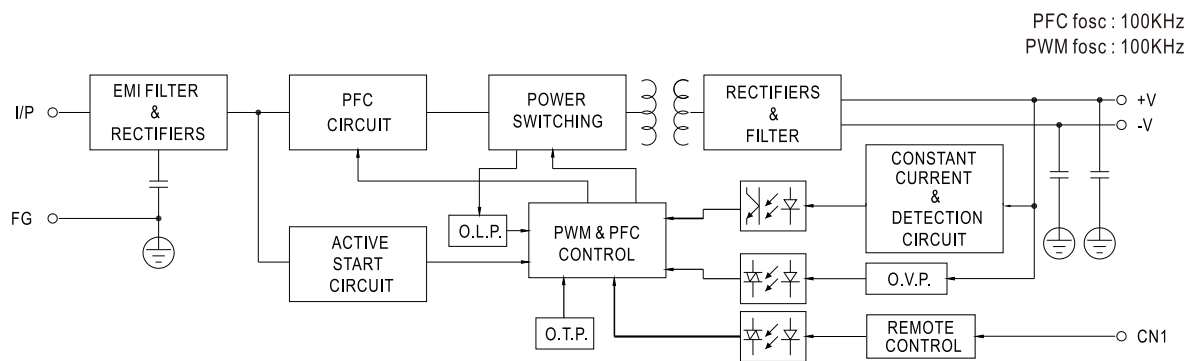 PFC fosc : 100KHz
PWM fosc : 100KHz
I/P
EMI FILTER
&
RECTIFIERS
PFC
CIRCUIT
POWER
SWITCHING
RECTIFIERS
&
FILTER
+V
-V
FG
O.L.P.
ACTIVE
START
CIRCUIT
PWM & PFC
CONTROL
O.T.P.
CONSTANT
CURRENT
&
DETECTION
CIRCUIT
O.V.P.
REMOTE
CONTROL
CN1